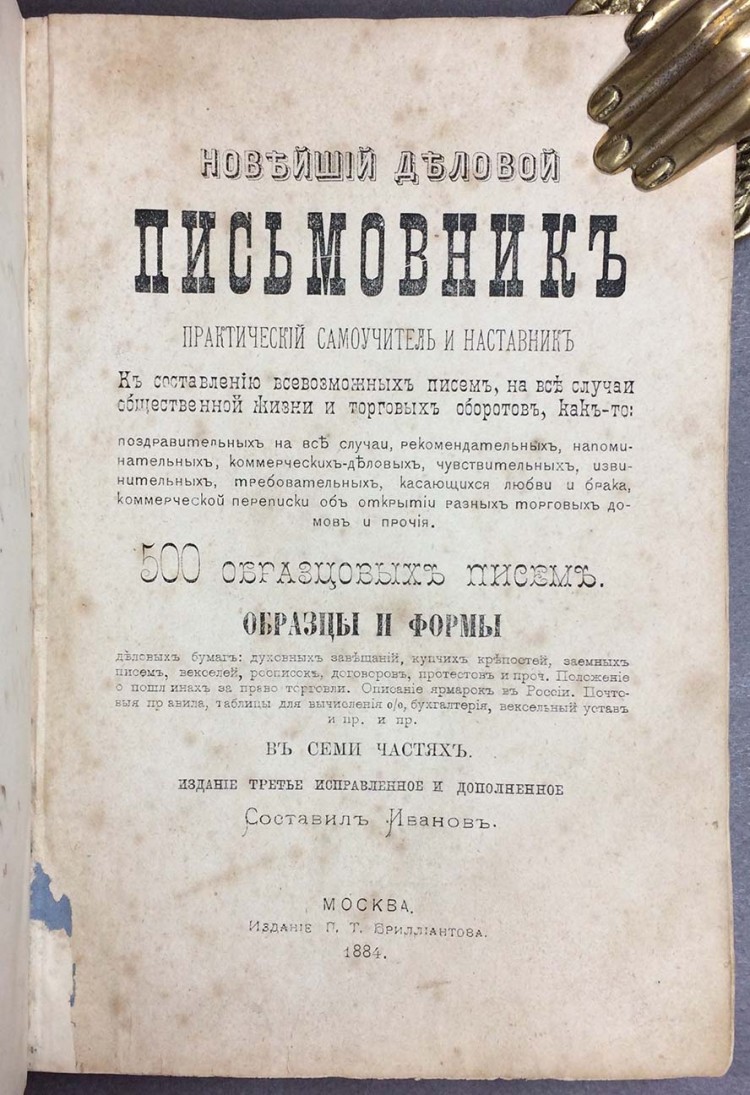 НОВѢЙШІЙ ДѢЛОВОЙ
ПИСЬМОВНИКЪ
ПРАКТИЧЕСКІЙ САМОУЧИТЕЛЬ И НАСТАВНИКЪ
Къ составленію всевозможныхъ писемъ, на всѣ случаи
общественной жизни и торговыхъ оборотовъ, какъ-то:
поздравительныхъ на всѣ случаи, рекомендательныхъ, напоми-
нательныхъ, коммерческихъ-дѣловыхъ, чувствительныхъ, изви-
нительныхъ, требовательныхъ, касающихся любви и брака,
коммерческой переписки объ открытіи разныхъ торговыхъ до-
мовъ и прочія.
500 ОБРАЗЦОВЫХЪ ПИСЕМЪ.
ОБРАЗЦЫ И ФОРМЫ
дѣловыхъ бумагъ: духовныхъ завѣщаній, купчихъ крѣпостей, заемныхъ
писемъ, векселей, росписокъ, договоровъ, протестовъ и проч. Положеніе
о пошлинахъ за право торговли. Описаніе ярмарокъ въ Россіи. Почто-
выя правила, таблицы для вычисленія о/о, бухгалтерія, вексельный уставъ
и пр. и пр.
ВЪ СЕМИ ЧАСТЯХЪ.
ИЗДАНІЕ ТРЕТЬЕ ИСПРАВЛЕННОЕ И ДОПОЛНЕННОЕ
Составилъ Ивановъ.
МОСКВА.
Изданіе П. Т. Бриллiантова.
1884.